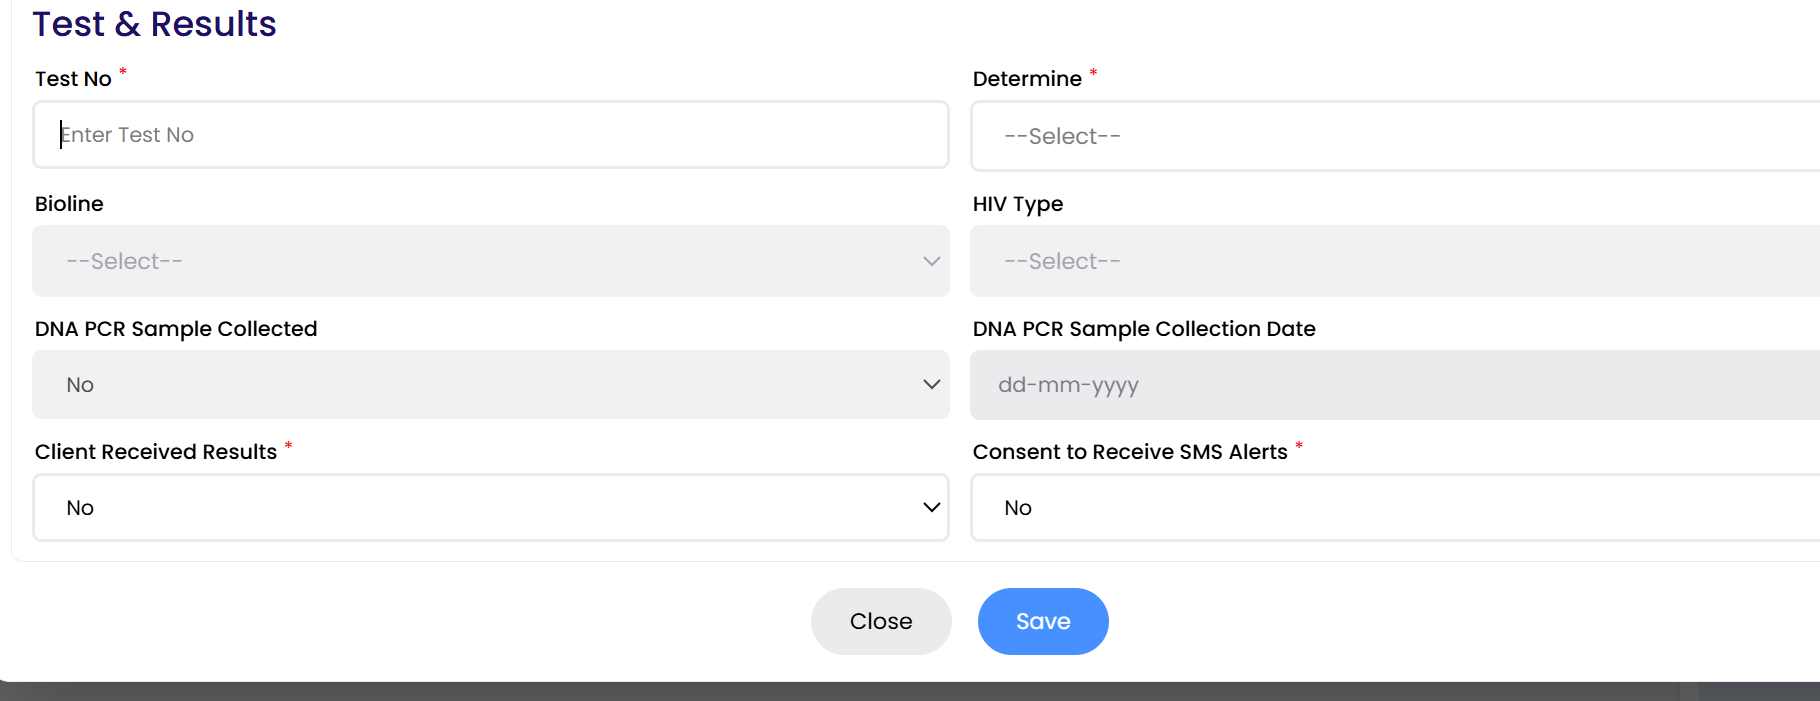 Test & Results
Test No *
Determine *
Enter Test No
--Select--
Bioline
HIV Type
--Select--
--Select--
DNA PCR Sample Collected
DNA PCR Sample Collection Date
No
dd-mm-yyyy
Client Received Results *
Consent to Receive SMS Alerts *
No
No
Close
Save